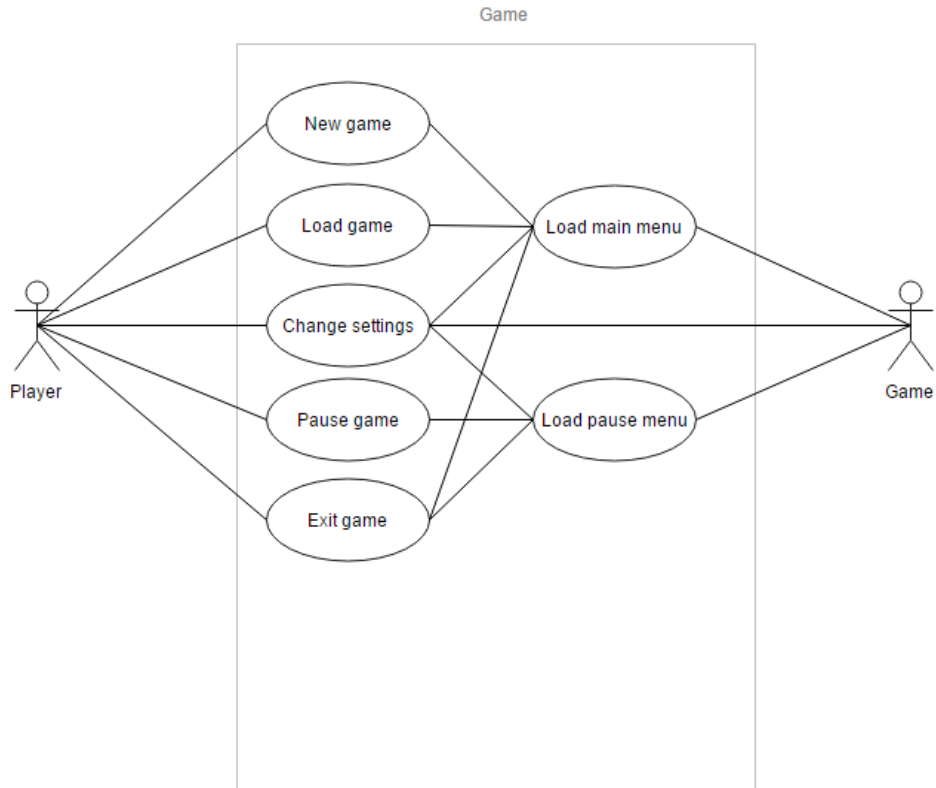 Game
New game
Load game
Load main menu
Change settings
Player
Game
Pause game
Load pause menu
Exit game